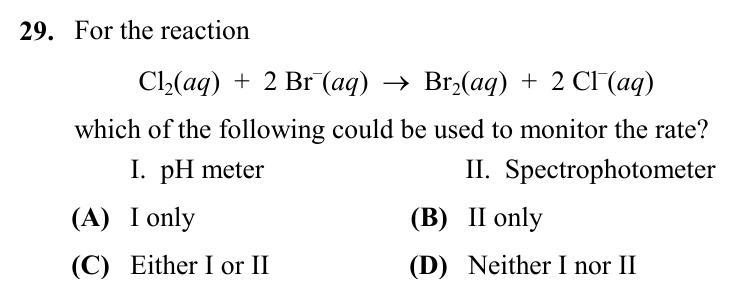 29. For the reaction
Cl₂(aq) + 2 Br⁻(aq) → Br₂(aq) + 2 Cl⁻(aq)
which of the following could be used to monitor the rate?
I. pH meter II. Spectrophotometer
(A) I only (B) II only
(C) Either I or II (D) Neither I nor II